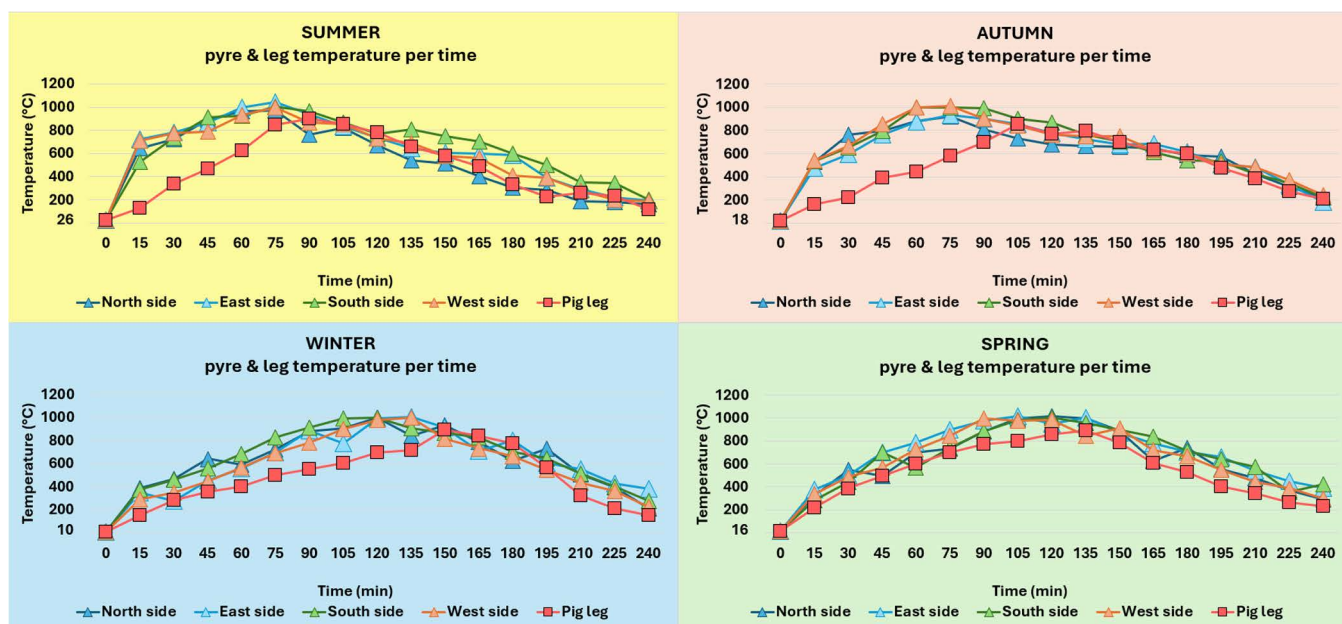 SUMMER
pyre & leg temperature per time
Temperature (°C)
1200
1000
800
600
400
200
26
0 15 30 45 60 75 90 105 120 135 150 165 180 195 210 225 240
Time (min)
North side East side South side West side Pig leg
AUTUMN
pyre & leg temperature per time
Temperature (°C)
1200
1000
800
600
400
200
18
0 15 30 45 60 75 90 105 120 135 150 165 180 195 210 225 240
Time (min)
North side East side South side West side Pig leg
WINTER
pyre & leg temperature per time
Temperature (°C)
1200
1000
800
600
400
200
10
0 15 30 45 60 75 90 105 120 135 150 165 180 195 210 225 240
Time (min)
North side East side South side West side Pig leg
SPRING
pyre & leg temperature per time
Temperature (°C)
1200
1000
800
600
400
200
16
0 15 30 45 60 75 90 105 120 135 150 165 180 195 210 225 240
Time (min)
North side East side South side West side Pig leg